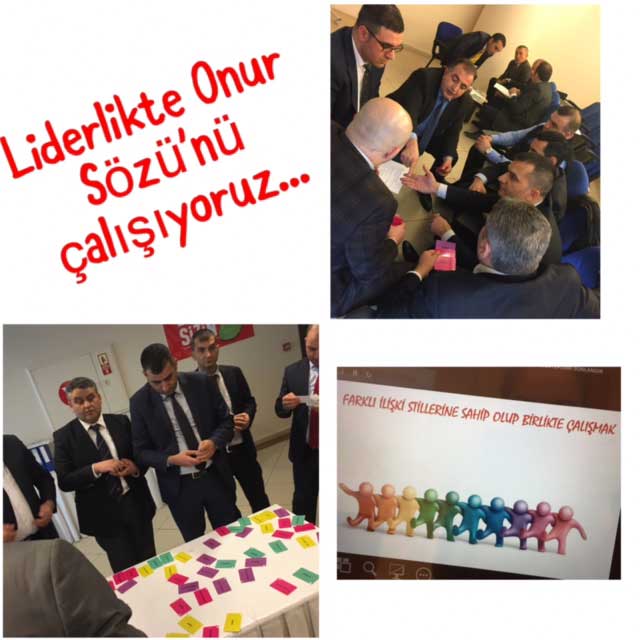 Liderlikte Onur
Sözü'nü
çalışıyoruz...
FARKLI İLİŞKİ STİLLERİNE SAHİP OLUP BİRLİKTE ÇALIŞMAK